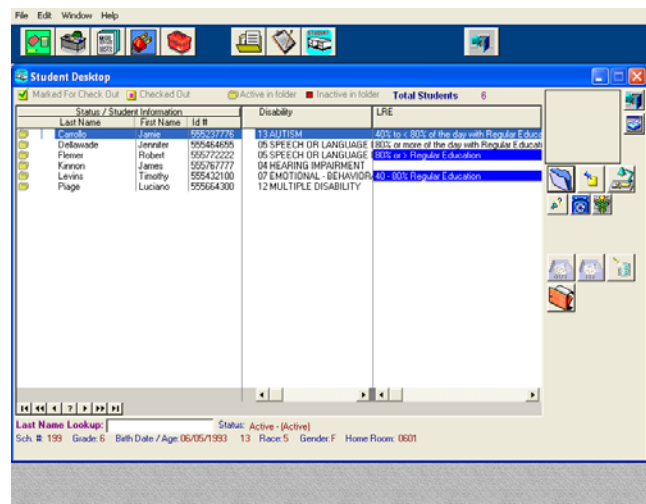 File Edit Window Help
STUDENT
Student Desktop
Marked For Check Out Checked Out Active in folder Inactive in folder Total Students 6
Status / Student Information Disability LRE
Last Name First Name Id #
Carrollo Jamie 555237776 13 AUTISM 40% to < 80% of the day with Regular Educa
Dellawade Jennifer 555464655 05 SPEECH OR LANGUAGE I 80% or more of the day with Regular Educati
Flemer Robert 555772222 05 SPEECH OR LANGUAGE 80% or > Regular Education
Kinnon James 555767777 04 HEARING IMPAIRMENT
Levins Timothy 555432100 07 EMOTIONAL - BEHAVIOR 40 - 80% Regular Education
Piage Luciano 555664300 12 MULTIPLE DISABILITY
?
Last Name Lookup: Status: Active - [Active]
Sch. #: 199 Grade: 6 Birth Date / Age: 06/05/1993 13 Race: 5 Gender: F Home Room: 0601